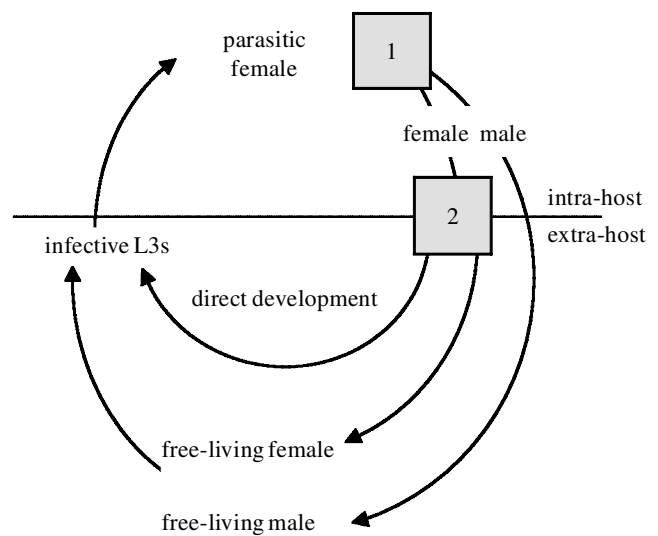 parasitic
female
1
female male
2
intra-host
extra-host
infective L3s
direct development
free-living female
free-living male